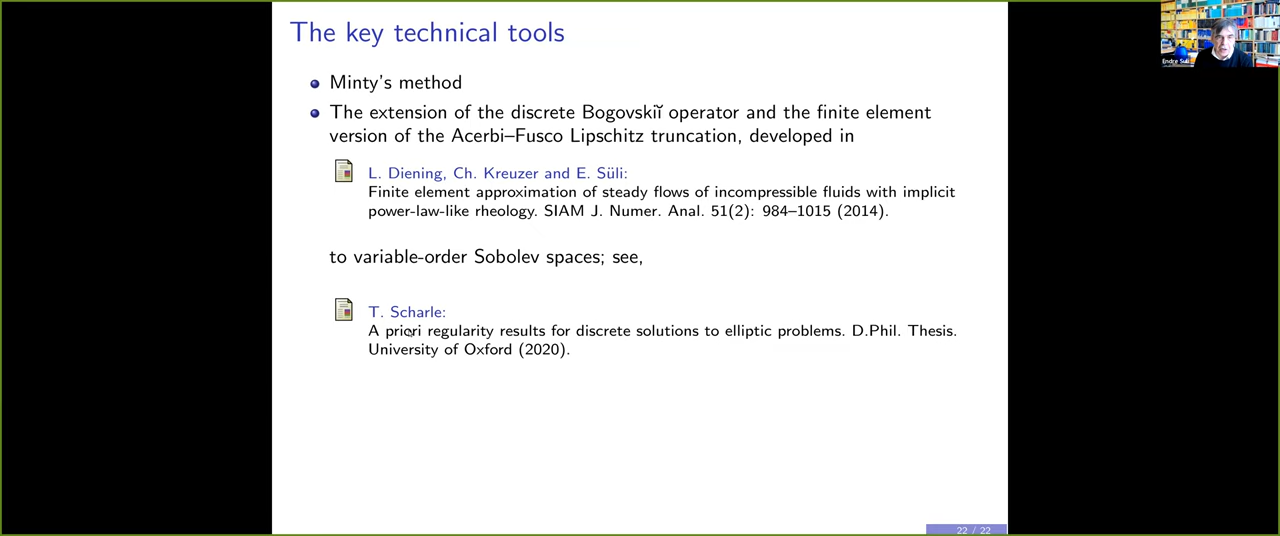 The key technical tools
Minty's method
The extension of the discrete Bogovskiĭ operator and the finite element
version of the Acerbi–Fusco Lipschitz truncation, developed in
L. Diening, Ch. Kreuzer and E. Süli:
Finite element approximation of steady flows of incompressible fluids with implicit
power-law-like rheology. SIAM J. Numer. Anal. 51(2): 984–1015 (2014).
to variable-order Sobolev spaces; see,
T. Scharle:
A priori regularity results for discrete solutions to elliptic problems. D.Phil. Thesis.
University of Oxford (2020).
22 / 22
Endre Suli